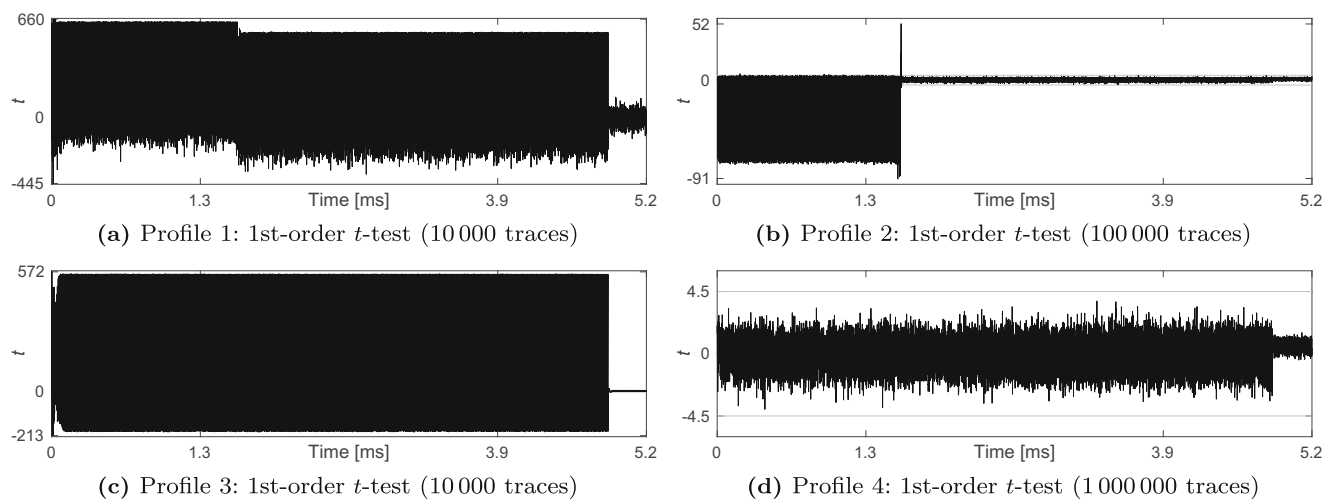 660
t
0
-445
0
1.3
Time [ms]
3.9
5.2
(a) Profile 1: 1st-order t-test (10 000 traces)
52
0
t
-91
0
1.3
Time [ms]
3.9
5.2
(b) Profile 2: 1st-order t-test (100 000 traces)
572
t
0
-213
0
1.3
Time [ms]
3.9
5.2
(c) Profile 3: 1st-order t-test (10 000 traces)
4.5
t
0
-4.5
0
1.3
Time [ms]
3.9
5.2
(d) Profile 4: 1st-order t-test (1 000 000 traces)